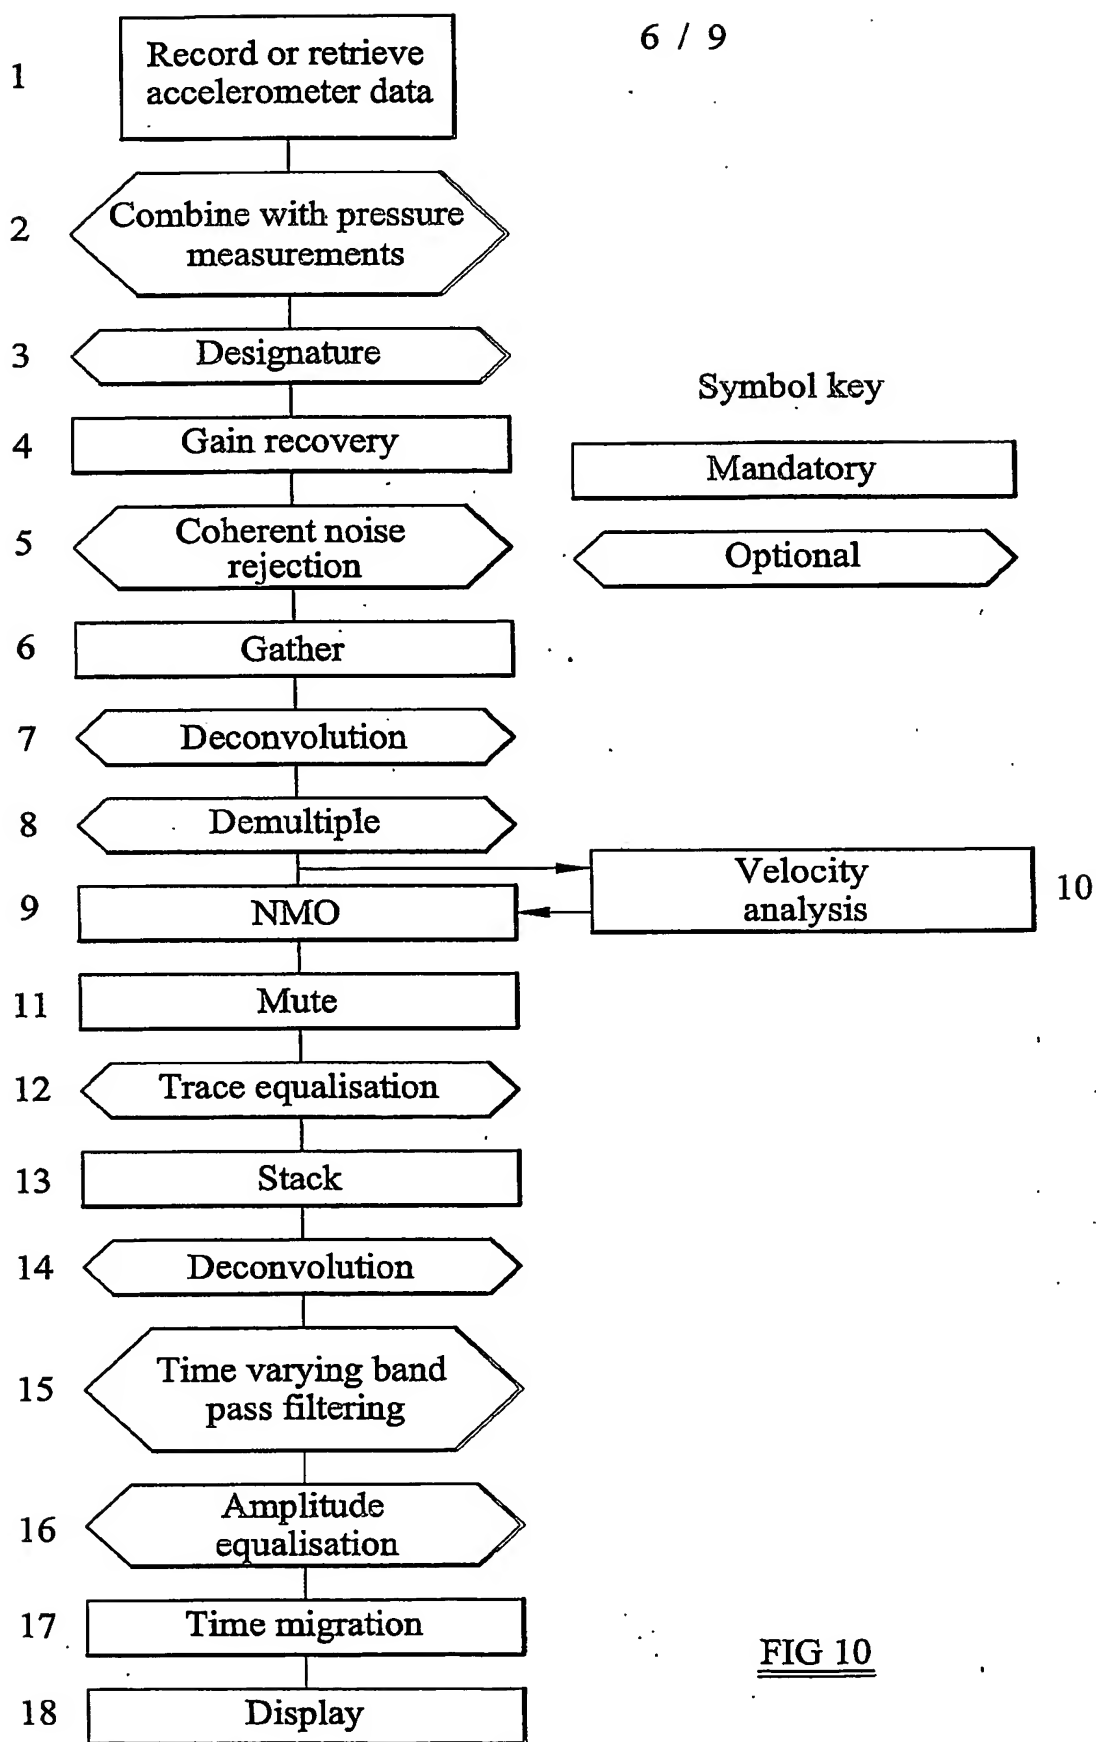 6 / 9
1
Record or retrieve
accelerometer data
2
Combine with pressure
measurements
3
Designature
4
Gain recovery
5
Coherent noise
rejection
6
Gather
7
Deconvolution
8
Demultiple
9
NMO
Velocity
analysis
10
11
Mute
12
Trace equalisation
13
Stack
14
Deconvolution
15
Time varying band
pass filtering
16
Amplitude
equalisation
17
Time migration
18
Display
Symbol key
Mandatory
Optional
FIG 10